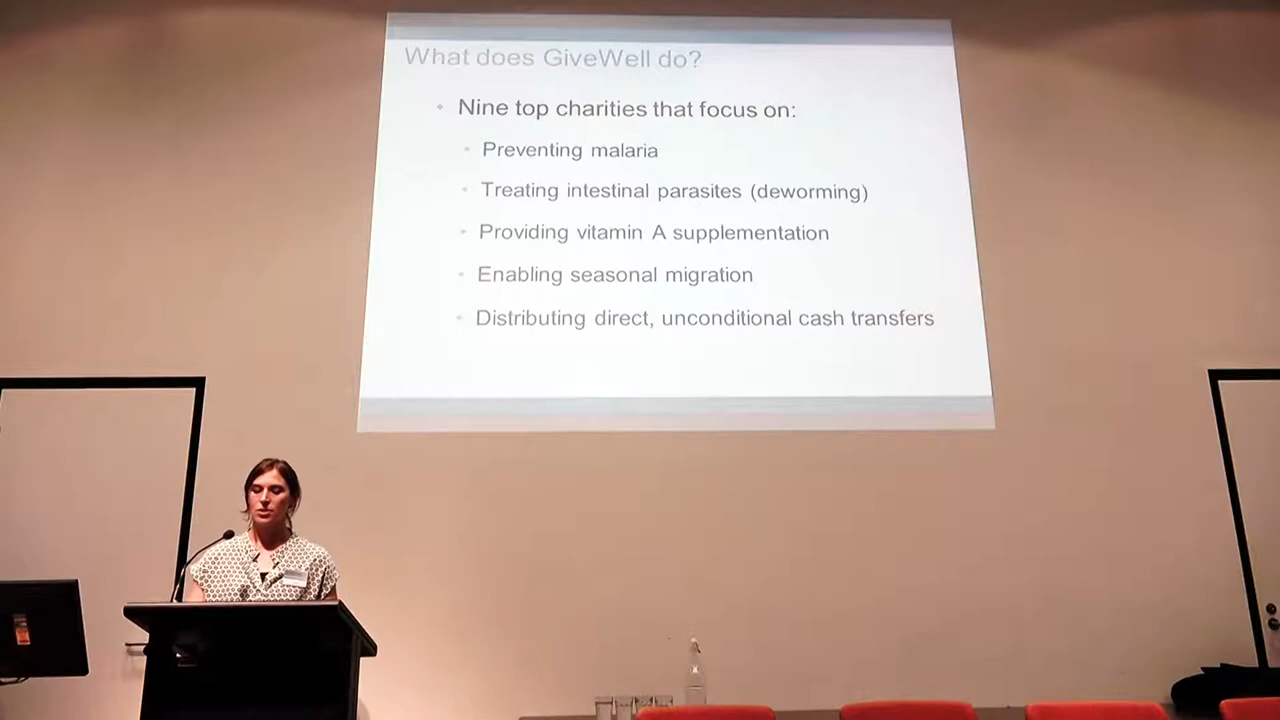 What does GiveWell do?
• Nine top charities that focus on:
• Preventing malaria
• Treating intestinal parasites (deworming)
• Providing vitamin A supplementation
• Enabling seasonal migration
• Distributing direct, unconditional cash transfers